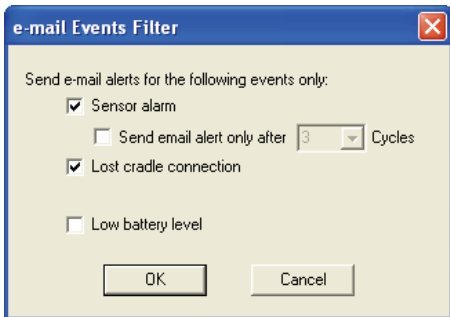 e-mail Events Filter
Send e-mail alerts for the following events only:
Sensor alarm
Send email alert only after 3 Cycles
Lost cradle connection
Low battery level
OK Cancel